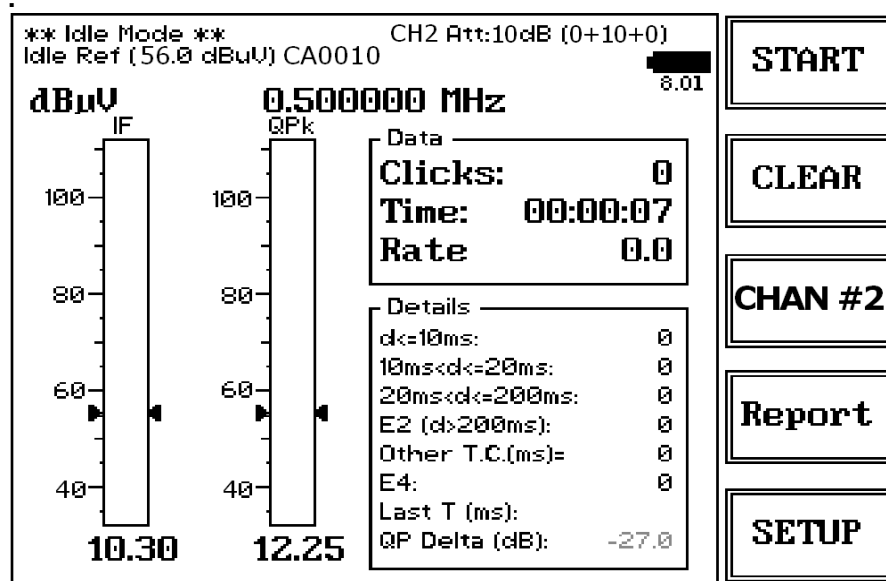 ** Idle Mode **
CH2 Att:10dB (0+10+0)
Idle Ref (56.0 dBuV) CA0010
8.01
dBµV
0.500000 MHz
IF
QPk
100
80
60
40
10.30
100
80
60
40
12.25
Data
Clicks: 0
Time: 00:00:07
Rate 0.0
Details
d<=10ms: 0
10ms<d<=20ms: 0
20ms<d<=200ms: 0
E2 (d>200ms): 0
Other T.C.(ms)= 0
E4: 0
Last T (ms):
QP Delta (dB): -27.0
START
CLEAR
CHAN #2
Report
SETUP